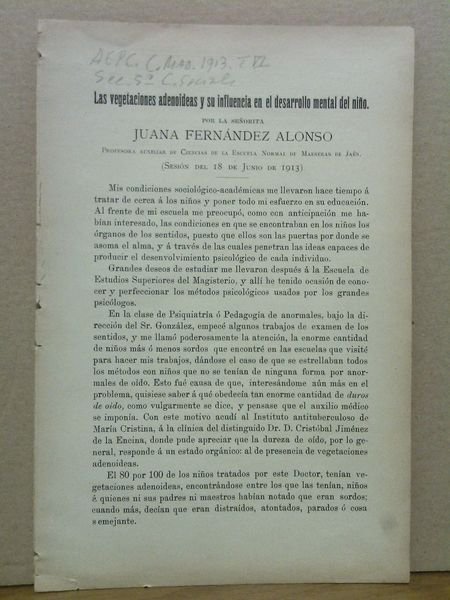 AEPC. C. Mad. 1913. T VI
Sec. 5ª C. Sociales
Las vegetaciones adenoideas y su influencia en el desarrollo mental del niño.
POR LA SEÑORITA
JUANA FERNÁNDEZ ALONSO
Profesora auxiliar de Ciencias de la Escuela Normal de Maestras de Jaén.
(Sesión del 18 de Junio de 1913)
Mis condiciones sociológico-académicas me llevaron hace tiempo á
tratar de cerca á los niños y poner todo mi esfuerzo en su educación.
Al frente de mi escuela me preocupó, como con anticipación me ha-
bían interesado, las condiciones en que se encontraban en los niños los
órganos de los sentidos, puesto que ellos son las puertas por donde se
asoma el alma, y á través de las cuales penetran las ideas capaces de
producir el desenvolvimiento psicológico de cada individuo.
Grandes deseos de estudiar me llevaron después á la Escuela de
Estudios Superiores del Magisterio, y allí he tenido ocasión de cono-
cer y perfeccionar los métodos psicológicos usados por los grandes
psicólogos.
En la clase de Psiquiatría ó Pedagogía de anormales, bajo la di-
rección del Sr. González, empecé algunos trabajos de examen de los
sentidos, y me llamó poderosamente la atención, la enorme cantidad
de niños más ó menos sordos que encontré en las escuelas que visité
para hacer mis trabajos, dándose el caso de que se estrellaban todos
los métodos con niños que no se tenían de ninguna forma por anor-
males de oído. Esto fué causa de que, interesándome aún más en el
problema, quisiese saber á qué obedecía tan enorme cantidad de duros
de oído, como vulgarmente se dice, y pensase que el auxilio médico
se imponía. Con este motivo acudí al Instituto antituberculoso de
María Cristina, á la clínica del distinguido Dr. D. Cristóbal Jiménez
de la Encina, donde pude apreciar que la dureza de oído, por lo ge-
neral, responde á un estado orgánico: al de presencia de vegetaciones
adenoideas.
El 80 por 100 de los niños tratados por este Doctor, tenían ve-
getaciones adenoideas, encontrándose entre los que las tenían, niños
é quienes ni sus padres ni maestros habían notado que eran sordos;
cuando más, decían que eran distraídos, atontados, parados ó cosa
s emejante.